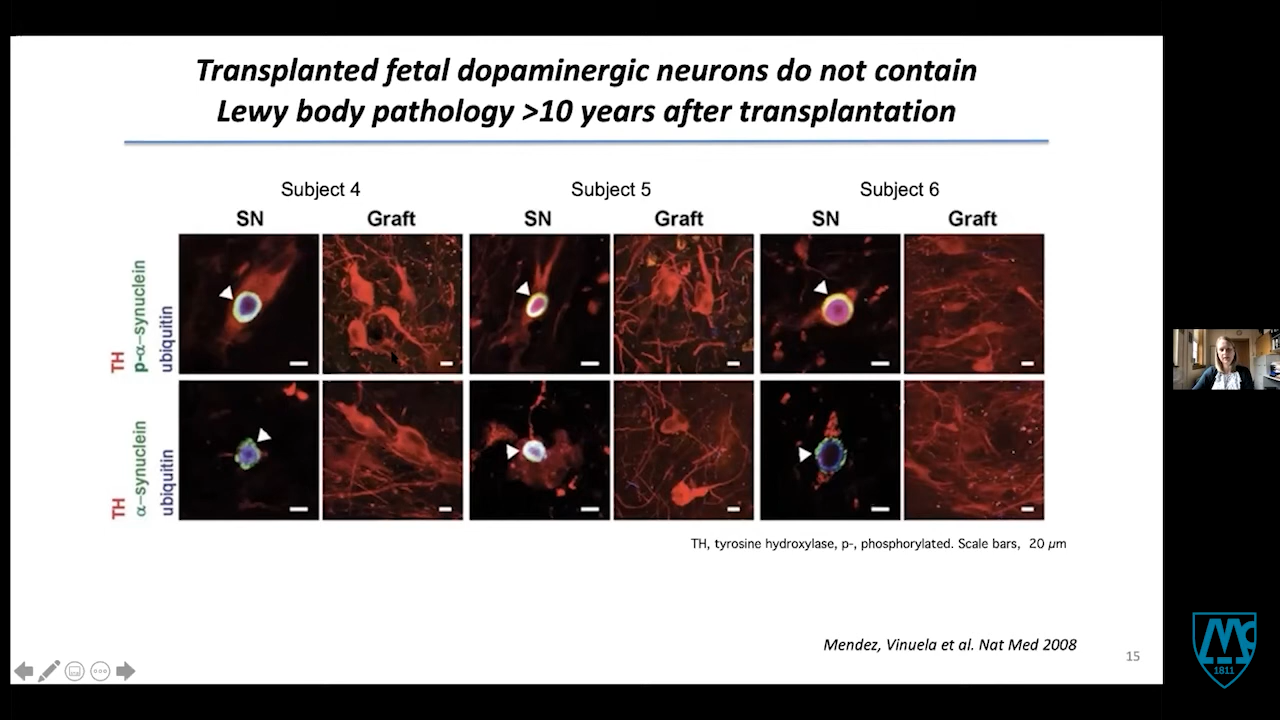 Transplanted fetal dopaminergic neurons do not contain
Lewy body pathology >10 years after transplantation
Subject 4 Subject 5 Subject 6
SN Graft SN Graft SN Graft
TH
p-α–synuclein
ubiquitin
TH
α–synuclein
ubiquitin
TH, tyrosine hydroxylase, p-, phosphorylated. Scale bars, 20 µm
Mendez, Vinuela et al. Nat Med 2008
15
1811